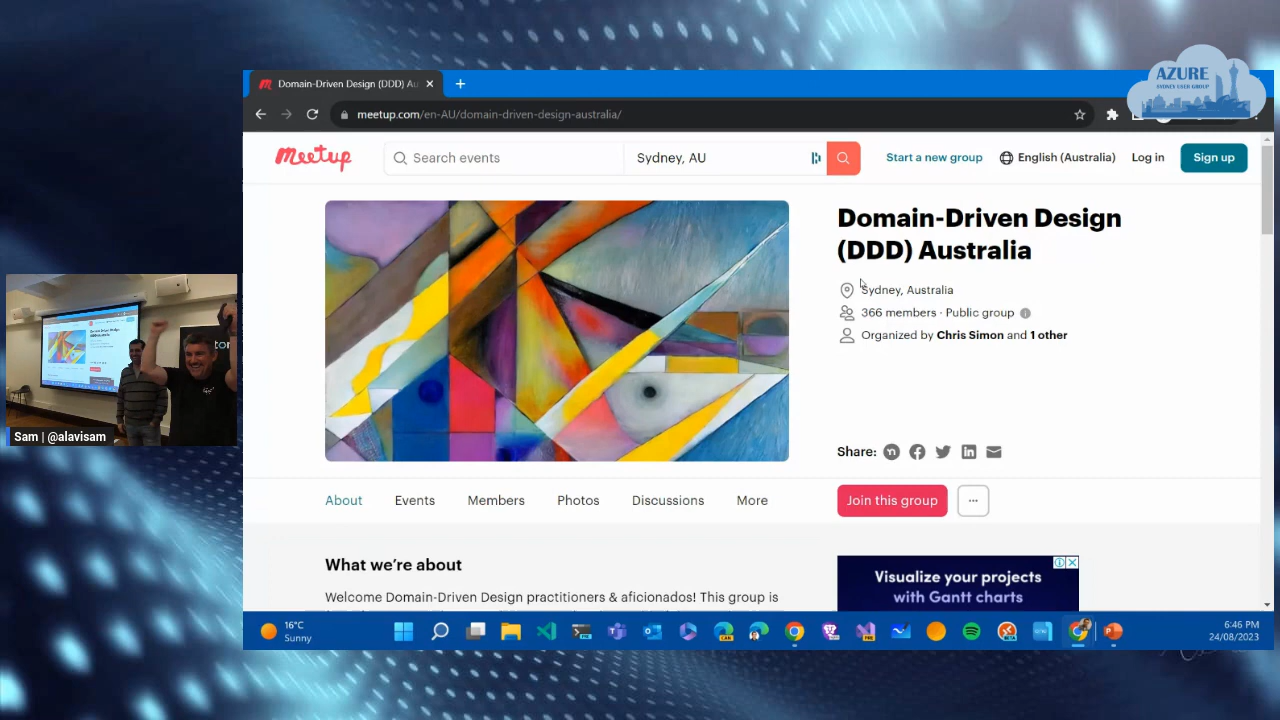 Domain-Driven Design (DDD) Au
meetup.com/en-AU/domain-driven-design-australia/
AZURE
SYDNEY USER GROUP
Meetup
Search events
Sydney, AU
Start a new group
English (Australia)
Log in
Sign up
Domain-Driven Design
(DDD) Australia
Sydney, Australia
366 members · Public group
Organized by Chris Simon and 1 other
Share:
About
Events
Members
Photos
Discussions
More
Join this group
What we're about
Welcome Domain-Driven Design practitioners & aficionados! This group is
Visualize your projects
with Gantt charts
Sam | @alavisam
16°C
Sunny
6:46 PM
24/08/2023